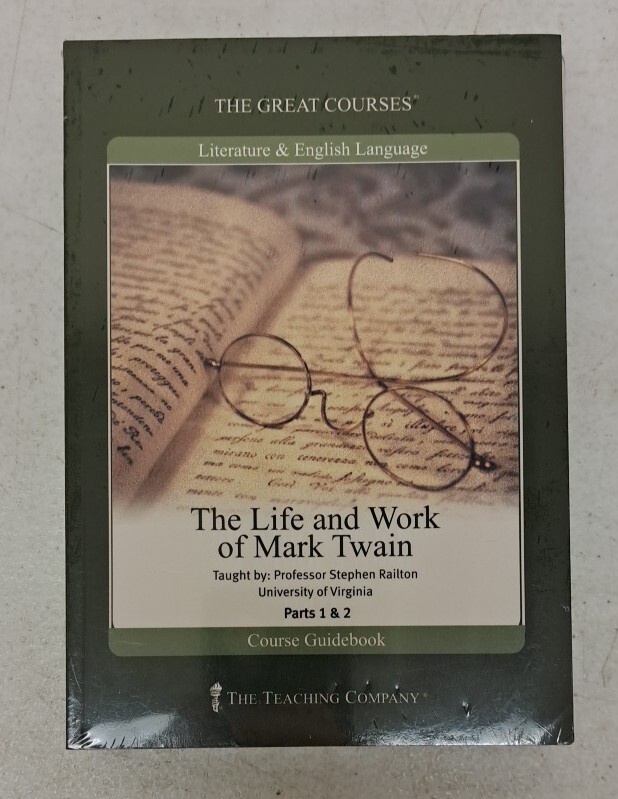 THE GREAT COURSES™
Literature & English Language
The Life and Work
of Mark Twain
Taught by: Professor Stephen Railton
University of Virginia
Parts 1 & 2
Course Guidebook
THE TEACHING COMPANY®